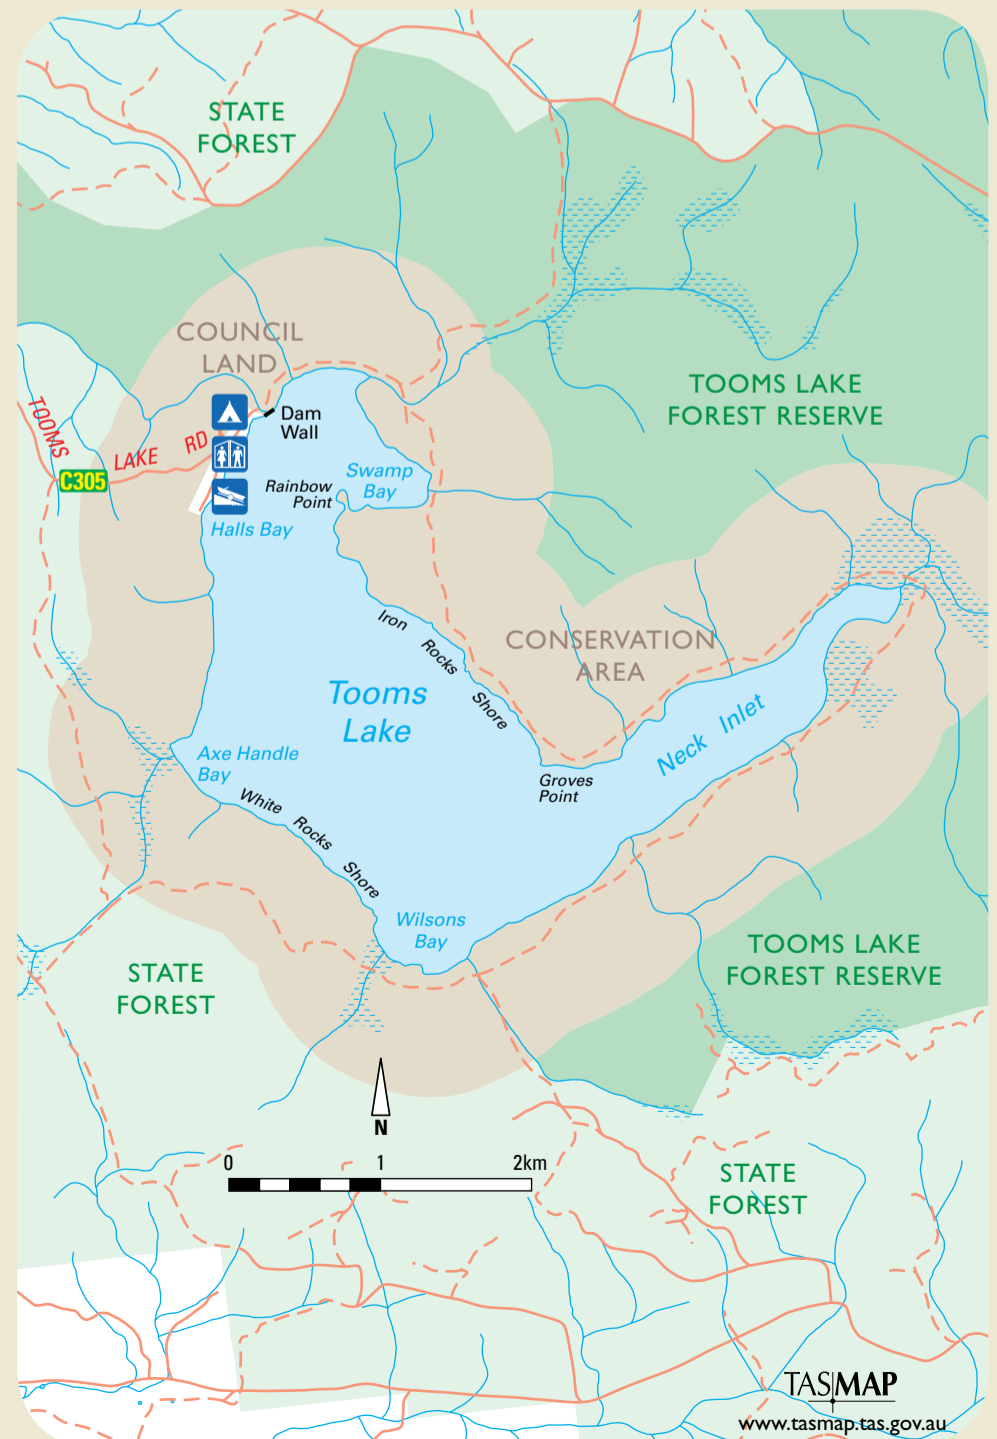 STATE
FOREST
COUNCIL
LAND
TOOMS LAKE
FOREST RESERVE
TOOMS
LAKE
RD
C305
Dam
Wall
Swamp
Bay
Rainbow
Point
Halls Bay
Iron Rocks Shore
CONSERVATION
AREA
Tooms
Lake
Neck Inlet
Axe Handle
Bay
Groves
Point
White Rocks Shore
Wilsons
Bay
TOOMS LAKE
FOREST RESERVE
STATE
FOREST
N
0 1 2km
STATE
FOREST
TASMAP
www.tasmap.tas.gov.au